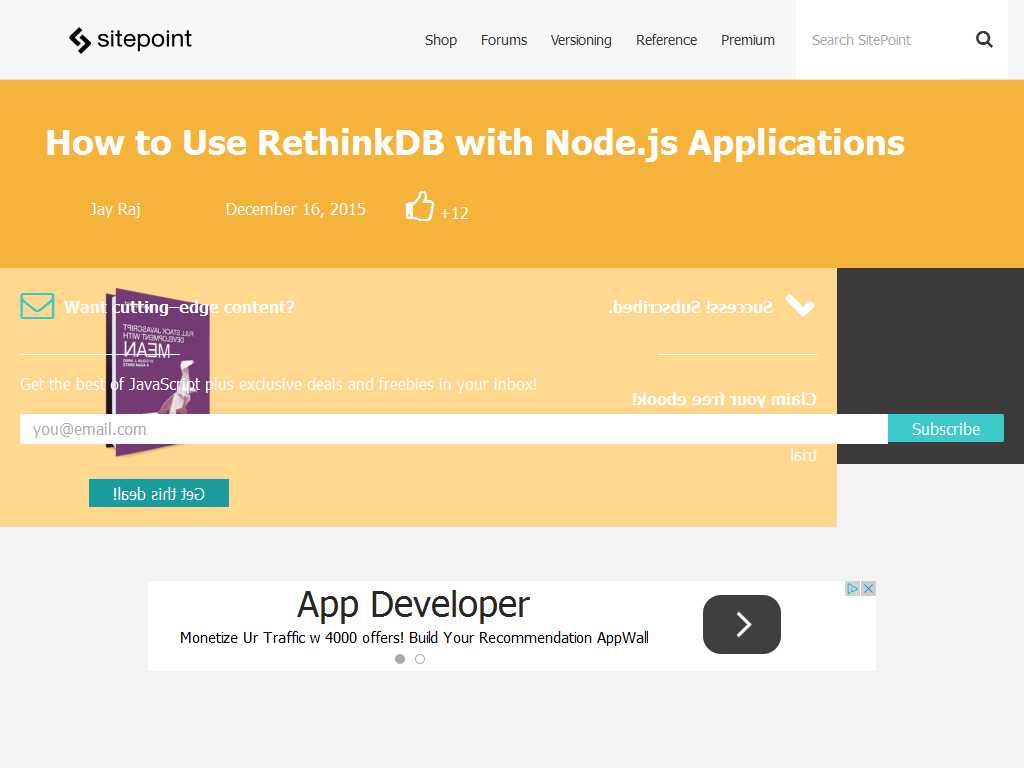 sitepoint
Shop Forums Versioning Reference Premium Search SitePoint
How to Use RethinkDB with Node.js Applications
Jay Raj December 16, 2015 +12
Want cutting-edge content?
Success! Subscribed.
FULL STACK JAVASCRIPT
DEVELOPMENT WITH
MEAN
Get the best of JavaScript plus exclusive deals and freebies in your inbox!
Claim your free ebook!
you@email.com Subscribe
trial
Get this deal!
App Developer
Monetize Ur Traffic w 4000 offers! Build Your Recommendation AppWall